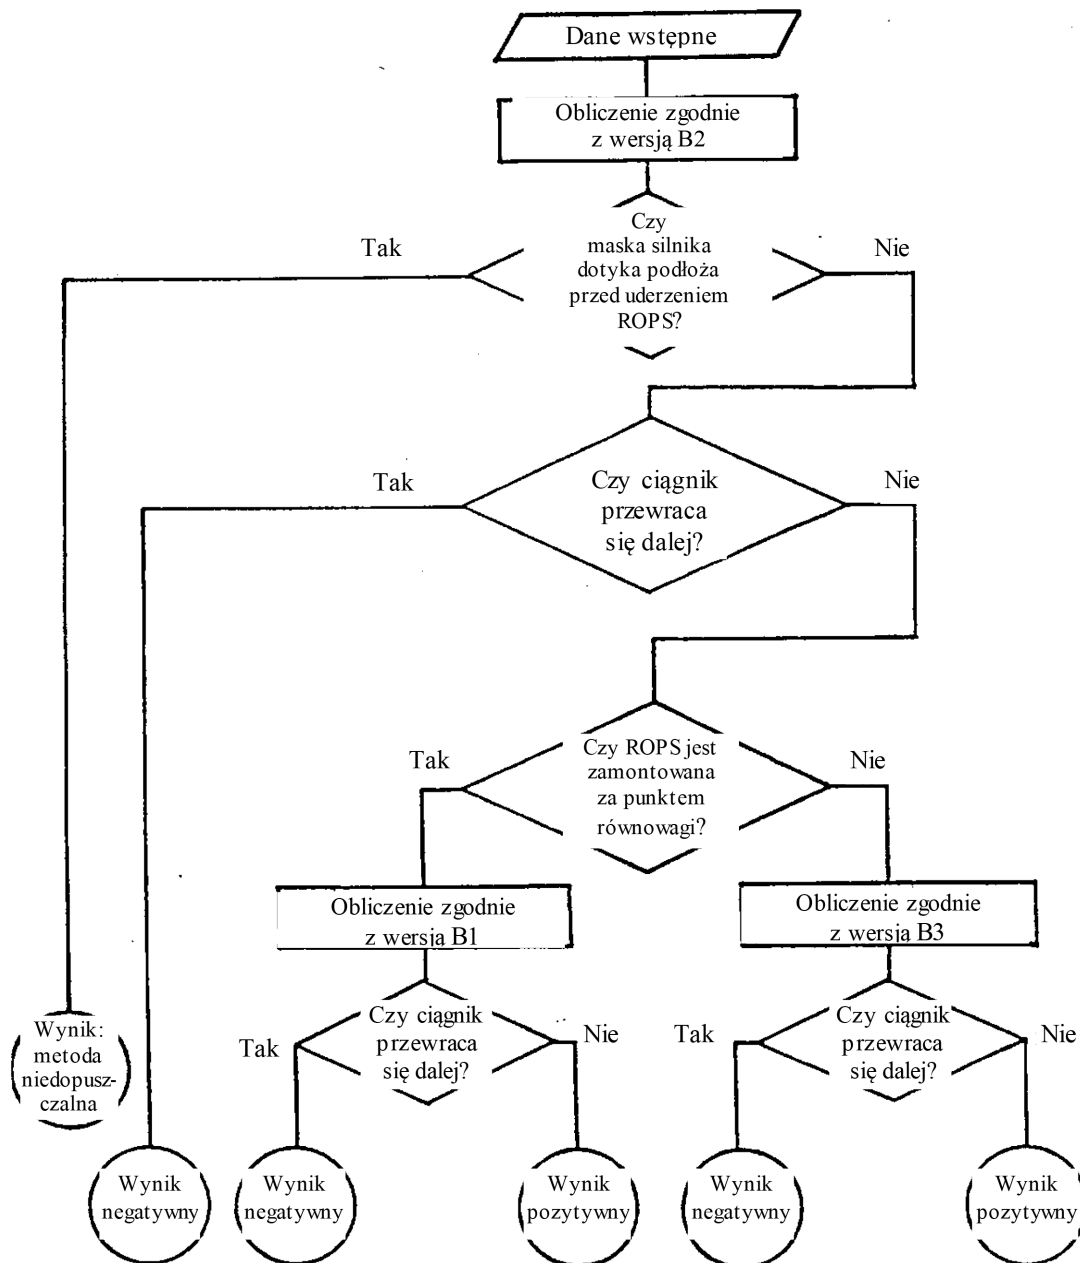 Dane wstępne
Obliczenie zgodnie
z wersją B2
Czy
maska silnika
dotyka podłoża
przed uderzeniem
ROPS?
Tak
Nie
Czy ciągnik
przewraca
się dalej?
Tak
Nie
Czy ROPS jest
zamontowana
za punktem
równowagi?
Tak
Nie
Obliczenie zgodnie
z wersją B1
Obliczenie zgodnie
z wersją B3
Czy ciągnik
przewraca
się dalej?
Tak
Nie
Czy ciągnik
przewraca
się dalej?
Tak
Nie
Wynik:
metoda
niedopusz-
czalna
Wynik
negatywny
Wynik
negatywny
Wynik
pozytywny
Wynik
negatywny
Wynik
pozytywny